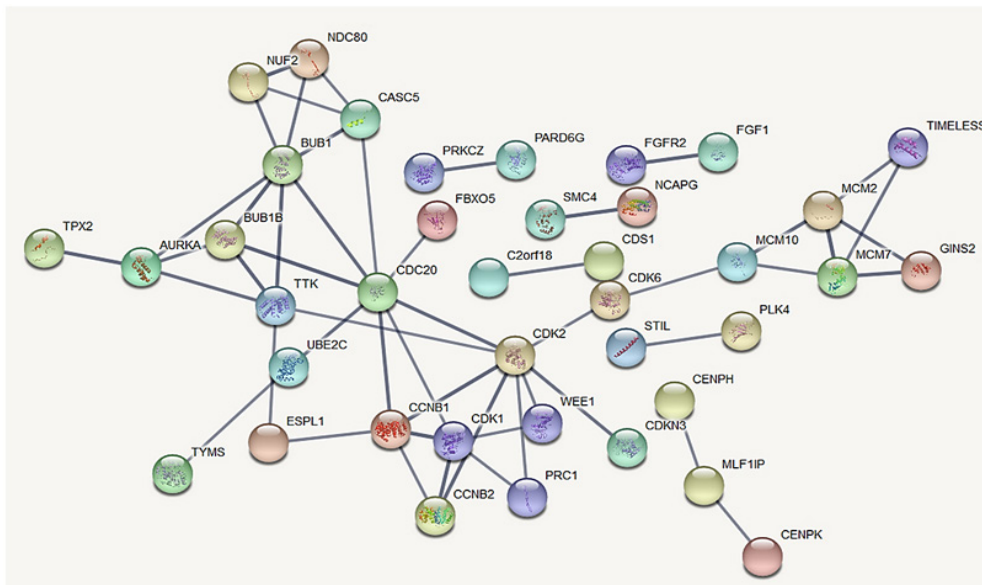 NDC80
NUF2
CASC5
TIMELESS
BUB1
PRKCZ
PARD6G
FGFR2
FGF1
MCM2
SMC4
NCAPG
FBXO5
TPX2
BUB1B
AURKA
CDS1
MCM10
MCM7
GINS2
C2orf18
CDC20
CDK6
TTK
STIL
PLK4
UBE2C
CDK2
CENPH
ESPL1
CCNB1
CDK1
WEE1
CDKN3
TYMS
MLF1IP
PRC1
CCNB2
CENPK